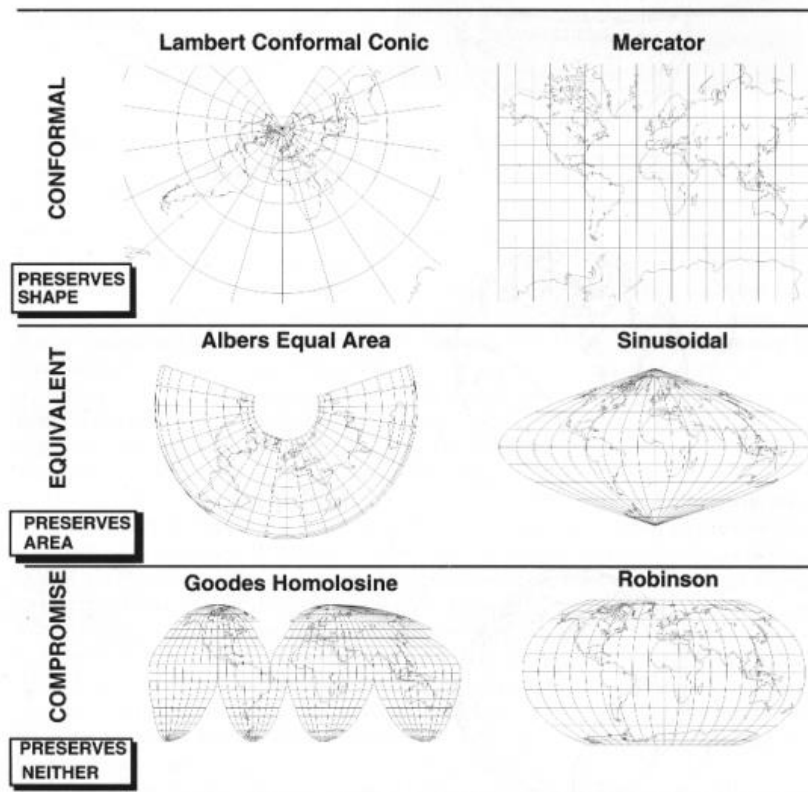 Lambert Conformal Conic
Mercator
CONFORMAL
PRESERVES
SHAPE
Albers Equal Area
Sinusoidal
EQUIVALENT
PRESERVES
AREA
Goodes Homolosine
Robinson
COMPROMISE
PRESERVES
NEITHER